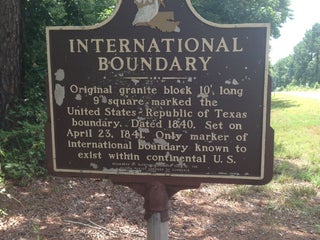 INTERNATIONAL
BOUNDARY
Original granite block 10' long
9" square marked the
United States-Republic of Texas
boundary. Dated 1840. Set on
April 23, 1841. Only marker of
international boundary known to
exist within continental U. S.